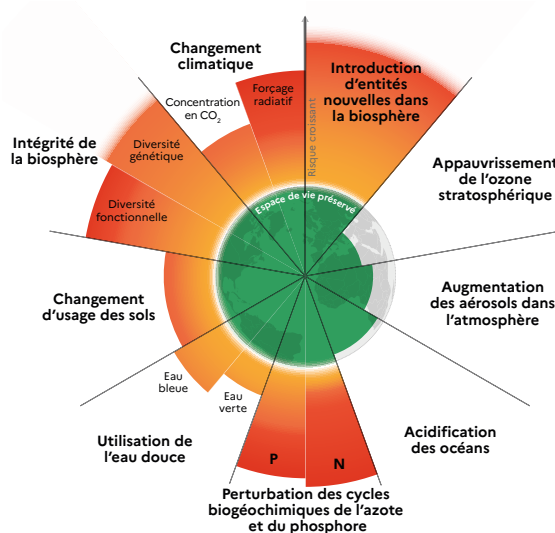 Changement
climatique
Forçage
radiatif
Concentration
en CO₂
Introduction
d'entités
nouvelles dans
la biosphère
Risque croissant
Intégrité de
la biosphère
Diversité
génétique
Diversité
fonctionnelle
Appauvrissement
de l'ozone
stratosphérique
Espace de vie préservé
Changement
d'usage des sols
Augmentation
des aérosols dans
l'atmosphère
Eau
bleue
Eau
verte
Utilisation de
l'eau douce
Acidification
des océans
P
N
Perturbation des cycles
biogéochimiques de l'azote
et du phosphore